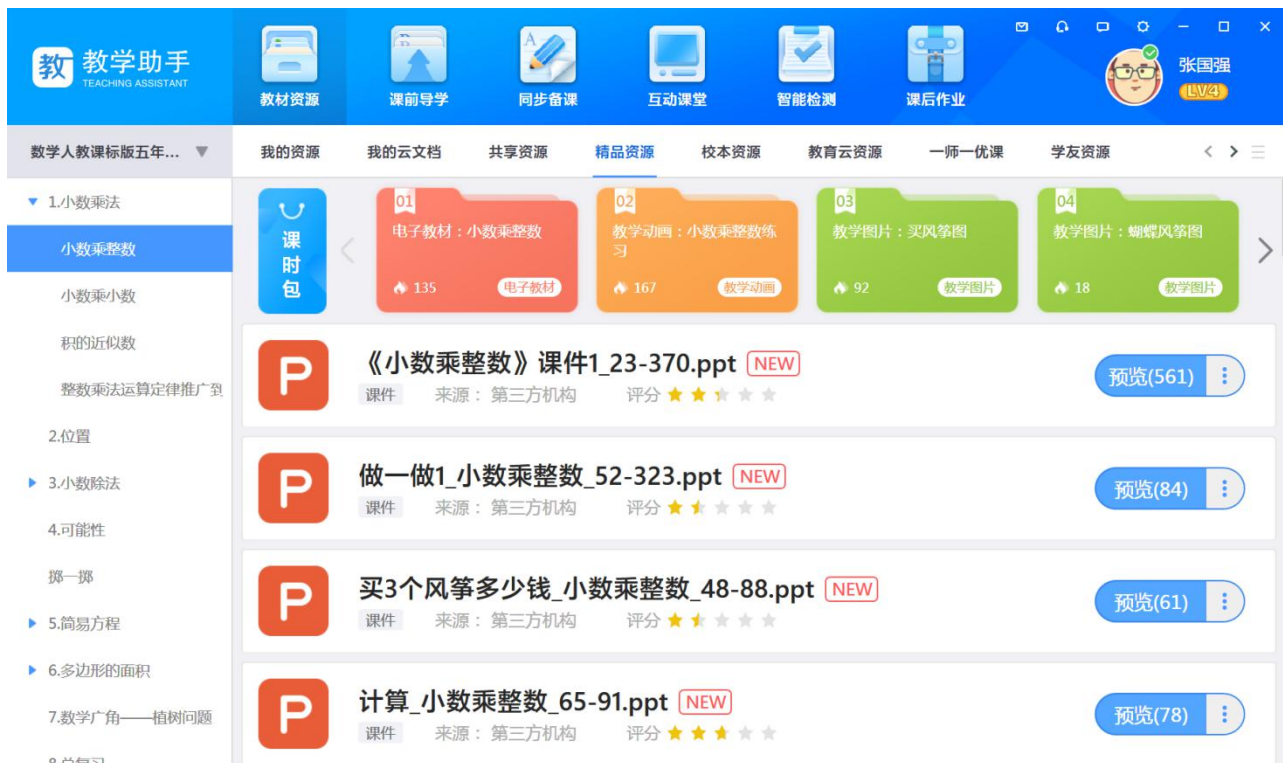 教 教学助手
TEACHING ASSISTANT
教材资源 课前导学 同步备课 互动课堂 智能检测 课后作业
张国强
LV4
数学人教课标版五年... 我的资源 我的云文档 共享资源 精品资源 校本资源 教育云资源 一师一优课 学友资源
1.小数乘法
小数乘整数
小数乘小数
积的近似数
整数乘法运算定律推广到
2.位置
3.小数除法
4.可能性
掷一掷
5.简易方程
6.多边形的面积
7.数学广角——植树问题
8.总复习
课时包
01
电子教材：小数乘整数
135 电子教材
02
教学动画：小数乘整数练
习
167 教学动画
03
教学图片：买风筝图
92 教学图片
04
教学图片：蝴蝶风筝图
18 教学图片
P
《小数乘整数》课件1_23-370.ppt NEW
课件 来源：第三方机构 评分
预览(561)
P
做一做1_小数乘整数_52-323.ppt NEW
课件 来源：第三方机构 评分
预览(84)
P
买3个风筝多少钱_小数乘整数_48-88.ppt NEW
课件 来源：第三方机构 评分
预览(61)
P
计算_小数乘整数_65-91.ppt NEW
课件 来源：第三方机构 评分
预览(78)